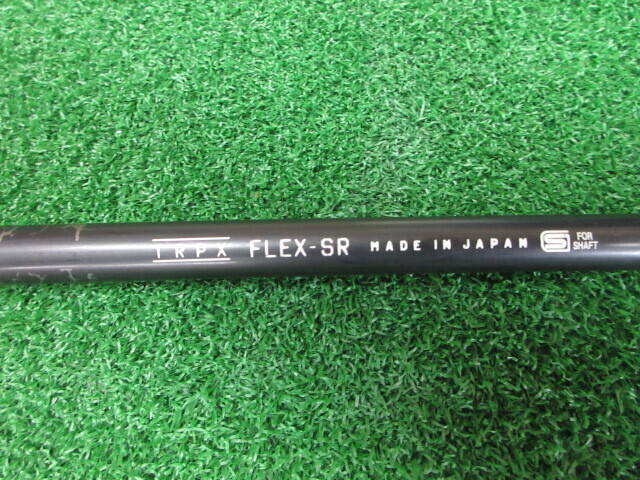 TRPX FLEX-SR MADE IN JAPAN S FOR
SHAFT